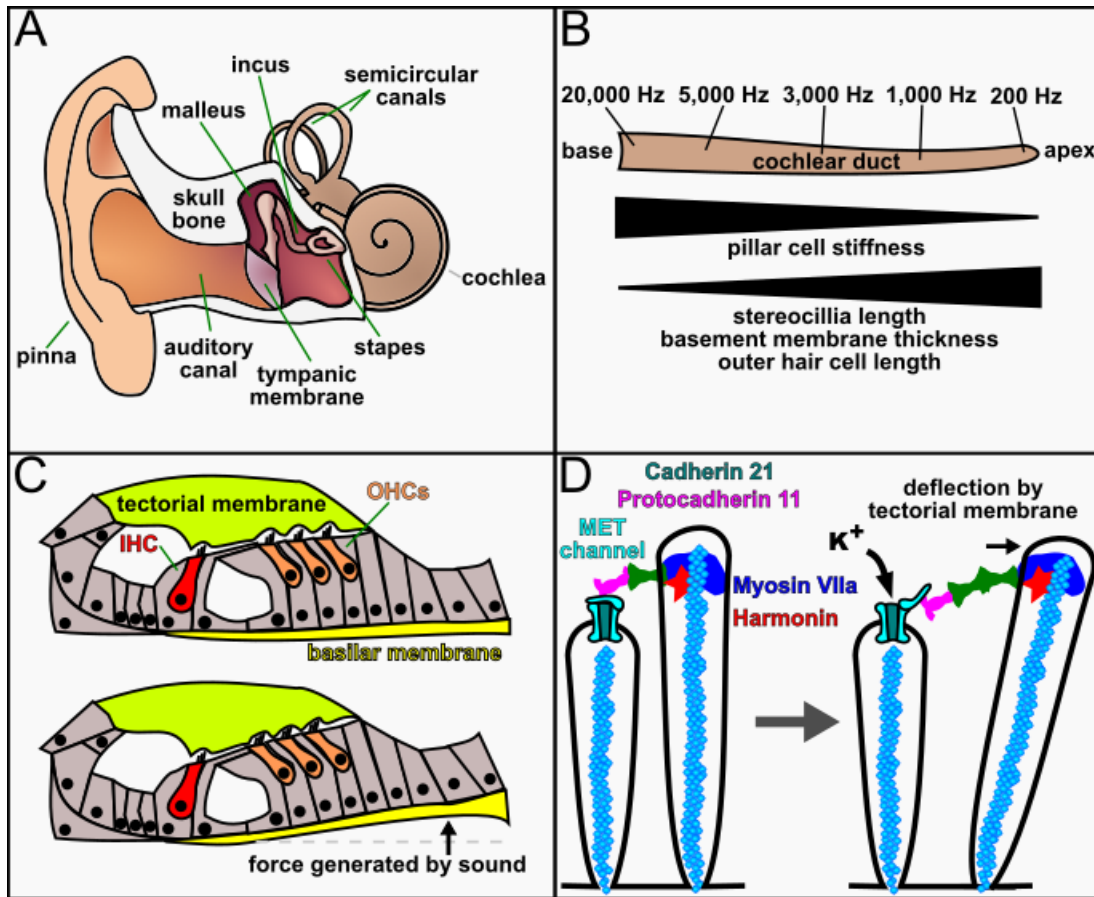 A
incus
semicircular
canals
malleus
skull
bone
cochlea
pinna
auditory
canal
stapes
tympanic
membrane
B
20,000 Hz 5,000 Hz 3,000 Hz 1,000 Hz 200 Hz
base
cochlear duct
apex
pillar cell stiffness
stereocillia length
basement membrane thickness
outer hair cell length
C
tectorial membrane
OHCs
IHC
basilar membrane
force generated by sound
D
Cadherin 21
Protocadherin 11
MET
channel
deflection by
tectorial membrane
K+
Myosin VIIa
Harmonin